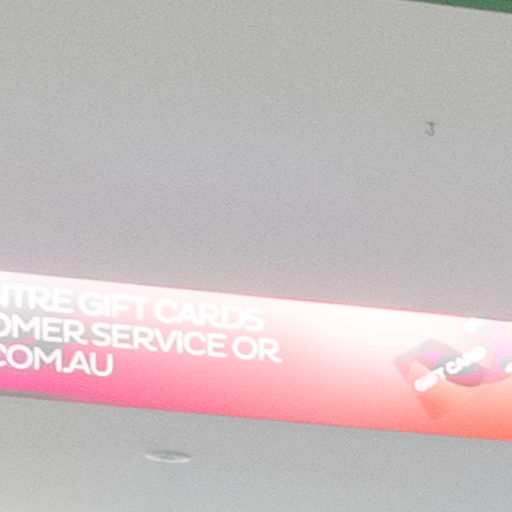 NTRE GIFT CARDS
OMER SERVICE OR
COM.AU
GIFT CARD